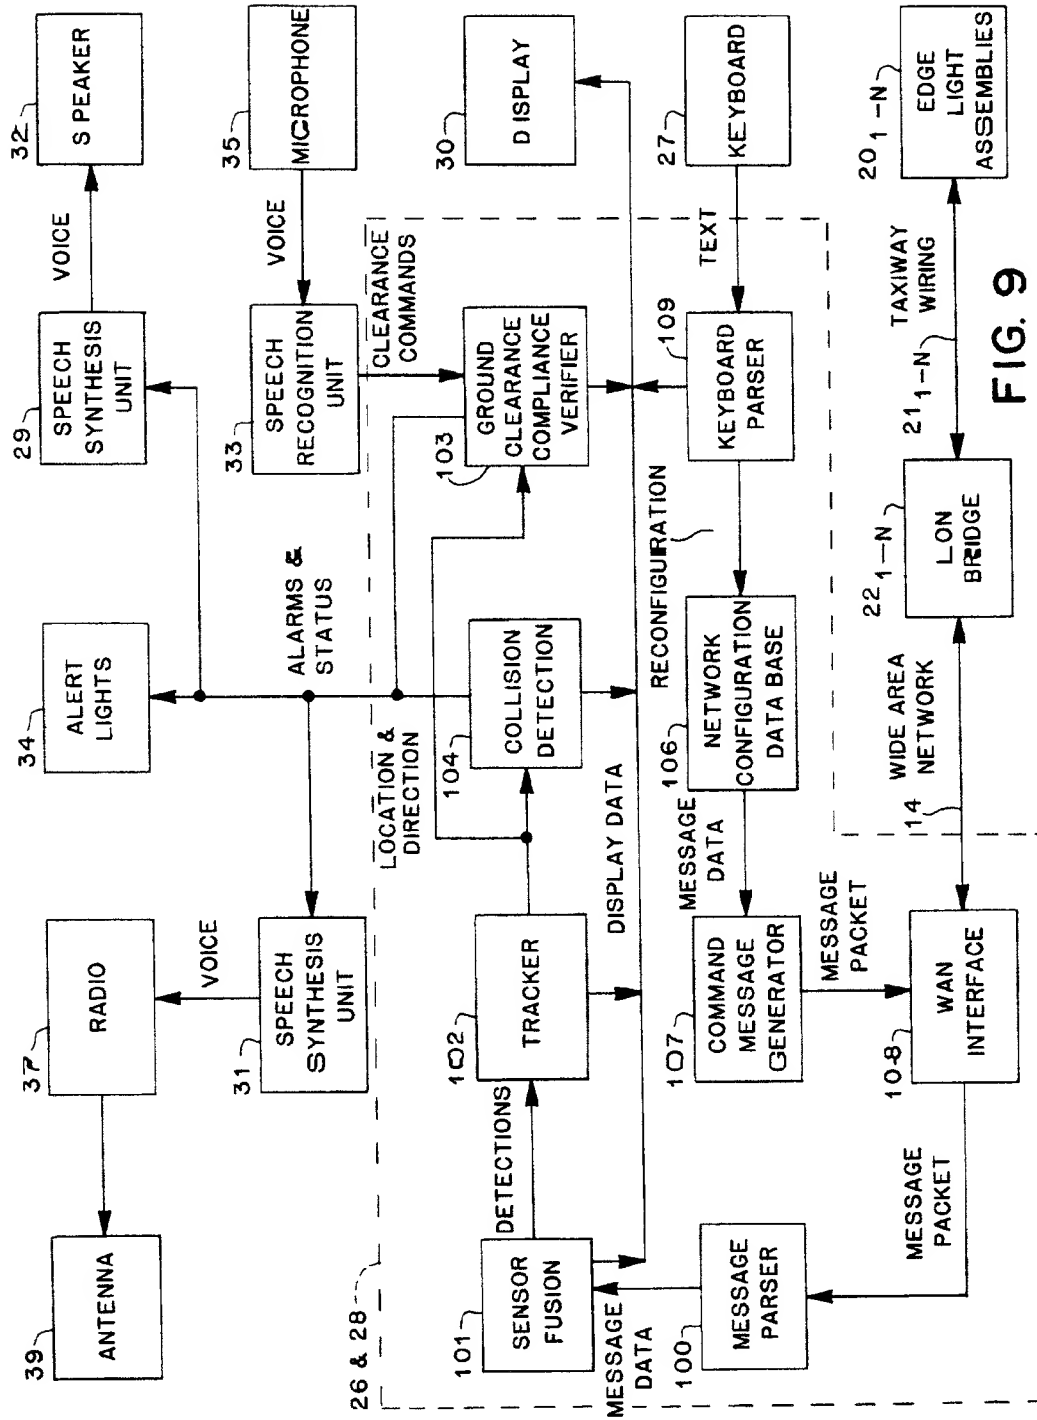 39
ANTENNA
37
RADIO
VOICE
31
SPEECH
SYNTHESIS
UNIT
34
ALERT
LIGHTS
ALARMS &
STATUS
29
SPEECH
SYNTHESIS
UNIT
VOICE
32
SPEAKER
33
SPEECH
RECOGNITION
UNIT
VOICE
35
MICROPHONE
CLEARANCE
COMMANDS
26 & 28
LOCATION &
DIRECTION
101
SENSOR
FUSION
DETECTIONS
102
TRACKER
104
COLLISION
DETECTION
103
GROUND
CLEARANCE
COMPLIANCE
VERIFIER
30
DISPLAY
DISPLAY DATA
MESSAGE
DATA
100
MESSAGE
PARSER
107
COMMAND
MESSAGE
GENERATOR
MESSAGE
DATA
106
NETWORK
CONFIGURATION
DATA BASE
RECONFIGURATION
109
KEYBOARD
PARSER
TEXT
27
KEYBOARD
MESSAGE
PACKET
MESSAGE
PACKET
108
WAN
INTERFACE
14
WIDE AREA
NETWORK
22 1-N
LON
BRIDGE
21 1-N
TAXIWAY
WIRING
20 1-N
EDGE
LIGHT
ASSEMBLIES
FIG. 9